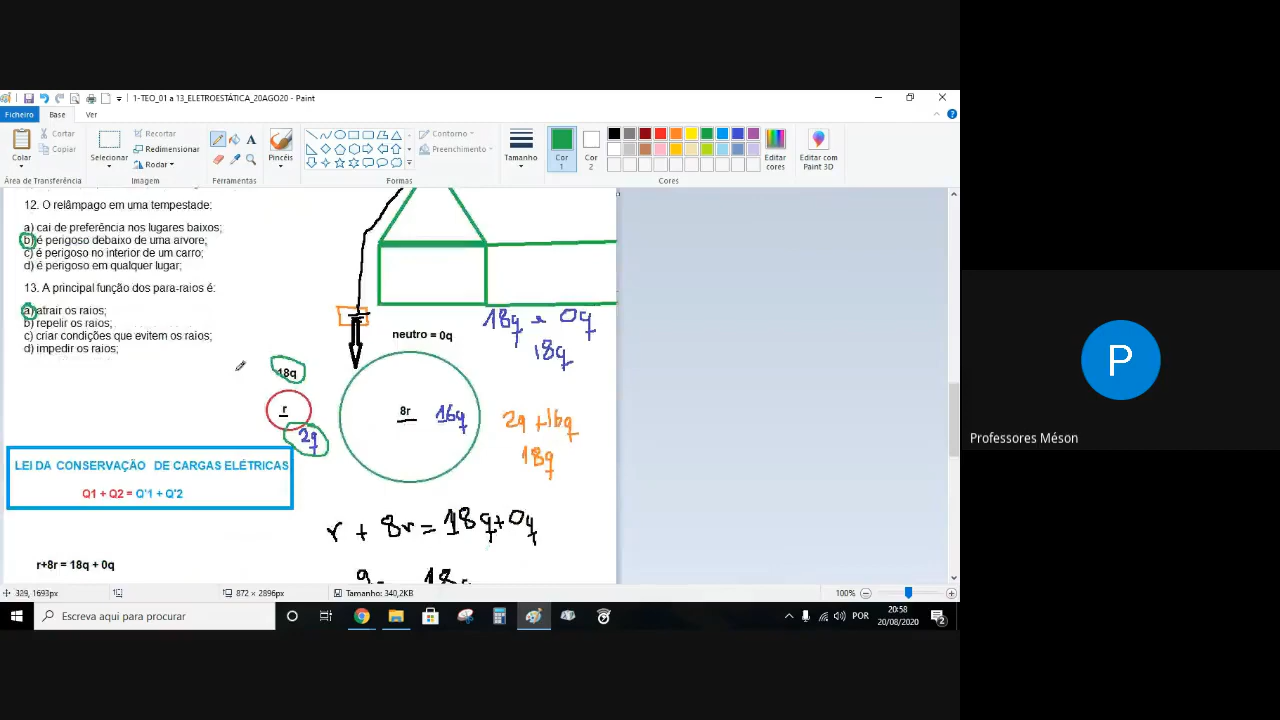 1-TEO_01 a 13_ELETROESTÁTICA_20AGO20 - Paint
Ficheiro
Base
Ver
Colar
Cortar
Copiar
Área de Transferência
Selecionar
Recortar
Redimensionar
Rodar
Imagem
A
Ferramentas
Pincéis
Contorno
Preenchimento
Formas
Tamanho
Cor
1
Cor
2
Editar
cores
Cores
Editar com
Paint 3D
12. O relâmpago em uma tempestade:
a) cai de preferência nos lugares baixos;
b) é perigoso debaixo de uma arvore;
c) é perigoso no interior de um carro;
d) é perigoso em qualquer lugar;
13. A principal função dos para-raios é:
a) atrair os raios;
b) repelir os raios;
c) criar condições que evitem os raios;
d) impedir os raios;
neutro = 0q
18q
0q
18q
18q
r
2q
8r
16q
2q + 16q
18q
LEI DA CONSERVAÇÃO DE CARGAS ELÉTRICAS
Q1 + Q2 = Q'1 + Q'2
r + 8r = 18q + 0q
r+8r = 18q + 0q
P
Professores Méson
329, 1693px
872 × 2896px
Tamanho: 340,2KB
100%
Escreva aqui para procurar
POR
20:58
20/08/2020
2